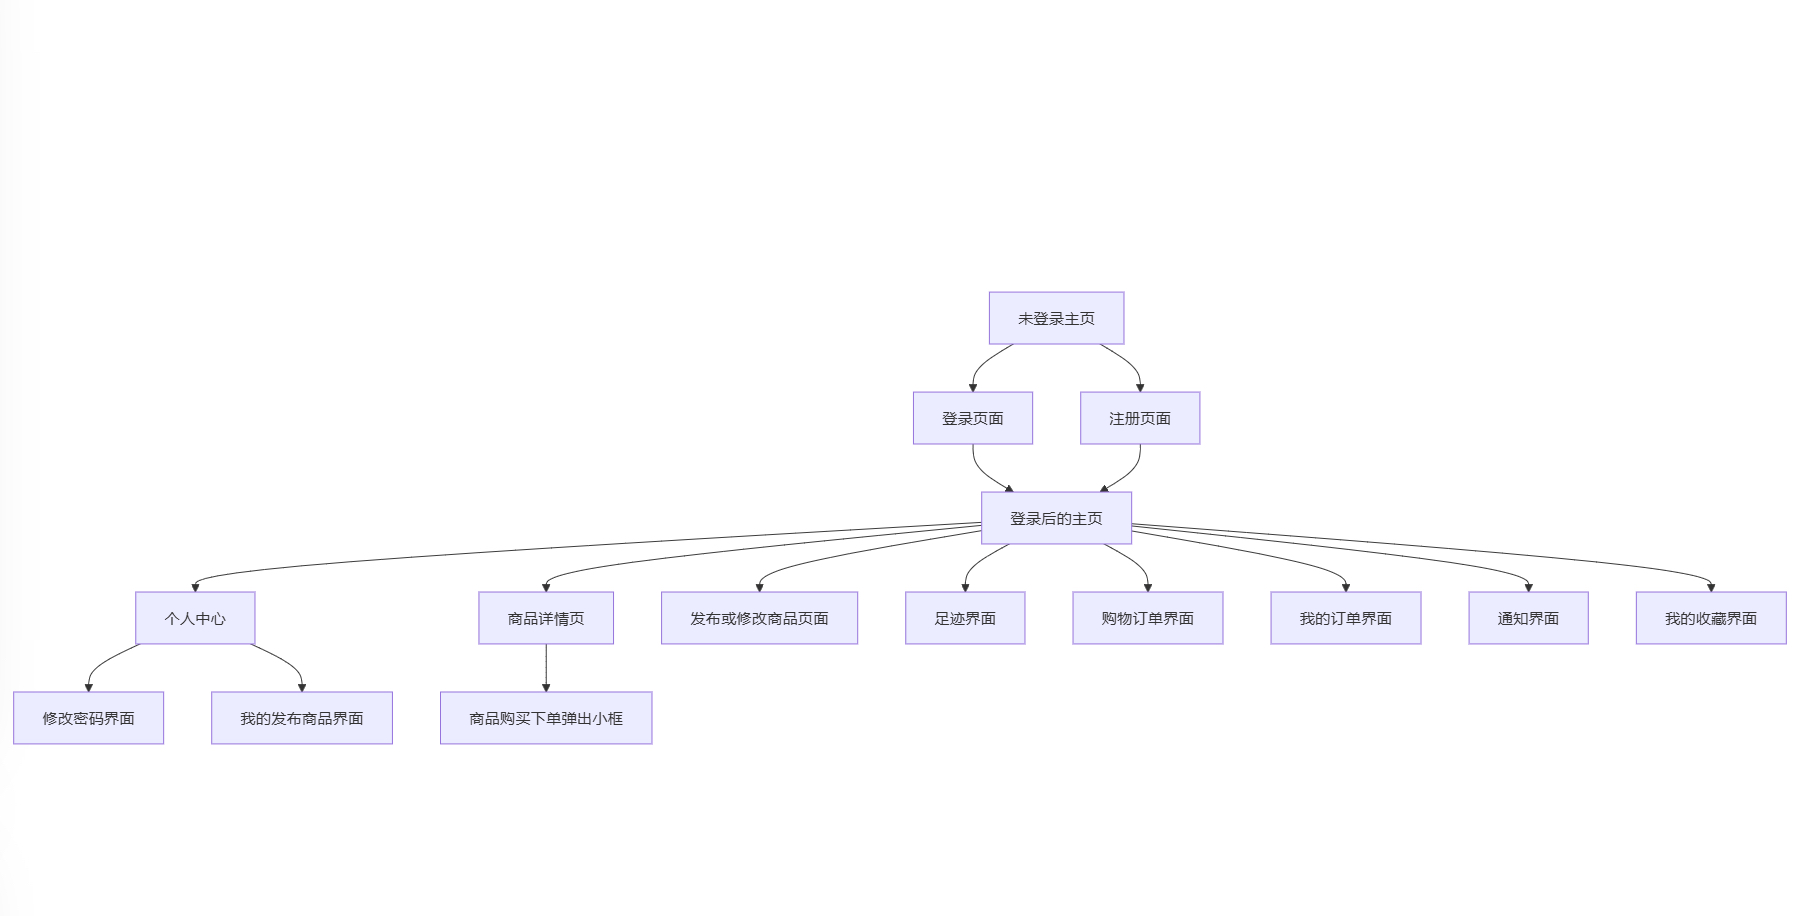 未登录主页
登录页面
注册页面
登录后的主页
个人中心
商品详情页
发布或修改商品页面
足迹界面
购物订单界面
我的订单界面
通知界面
我的收藏界面
修改密码界面
我的发布商品界面
商品购买下单弹出小框